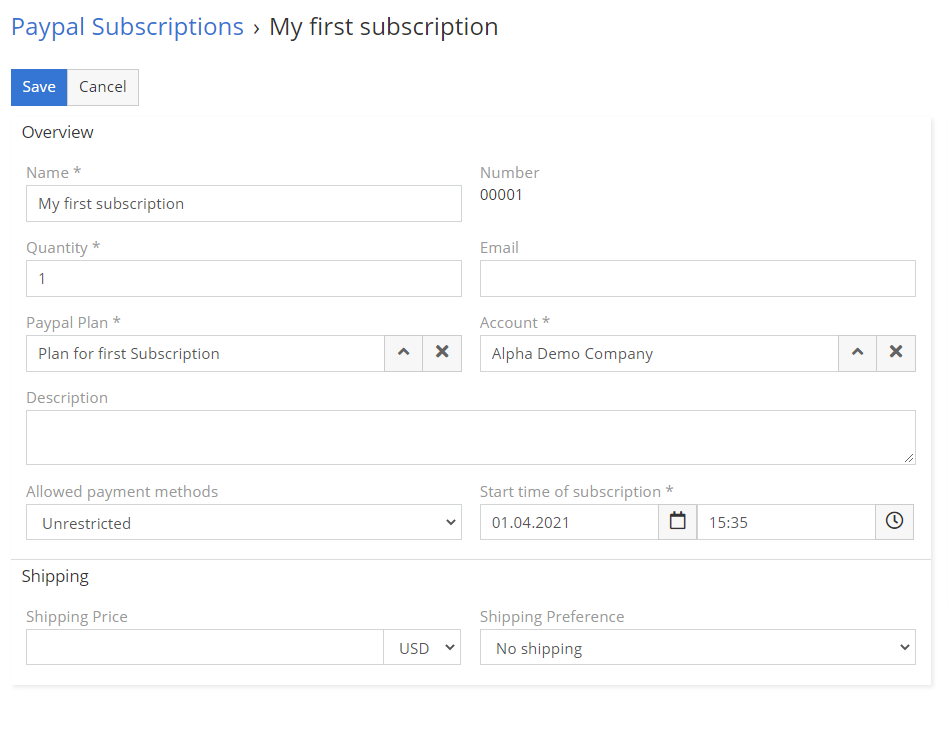 Paypal Subscriptions › My first subscription
Save Cancel
Overview
Name * Number
My first subscription 00001
Quantity * Email
1
Paypal Plan * Account *
Plan for first Subscription Alpha Demo Company
Description
Allowed payment methods Start time of subscription *
Unrestricted 01.04.2021 15:35
Shipping
Shipping Price Shipping Preference
USD No shipping